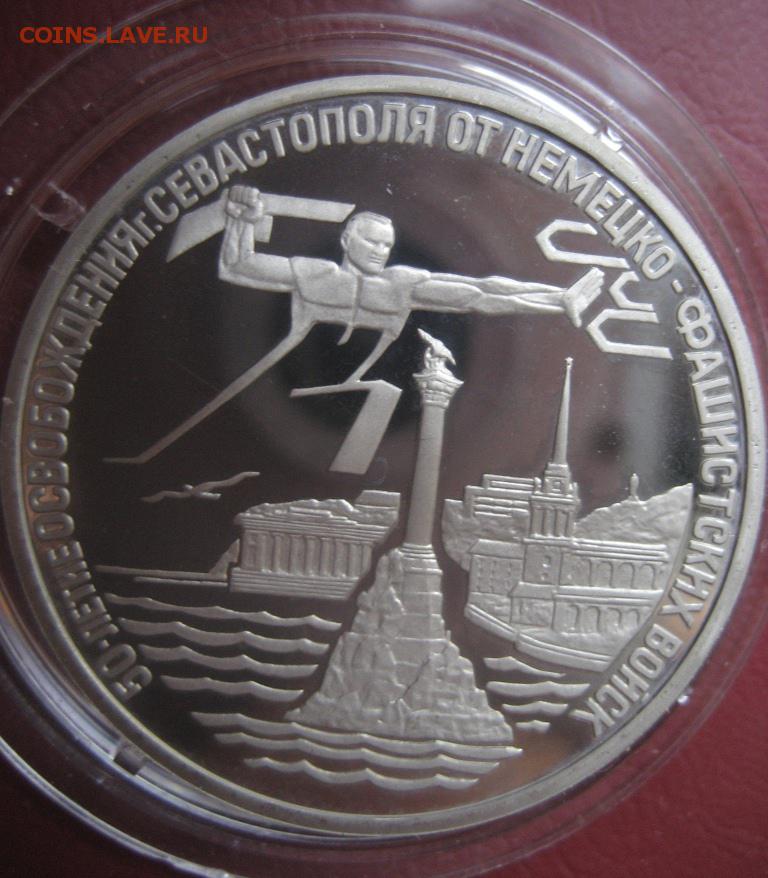 COINS.LAVE.RU
50-ЛЕТИЕ ОСВОБОЖДЕНИЯ г. СЕВАСТОПОЛЯ ОТ НЕМЕЦКО-ФАШИСТСКИХ ВОЙСК